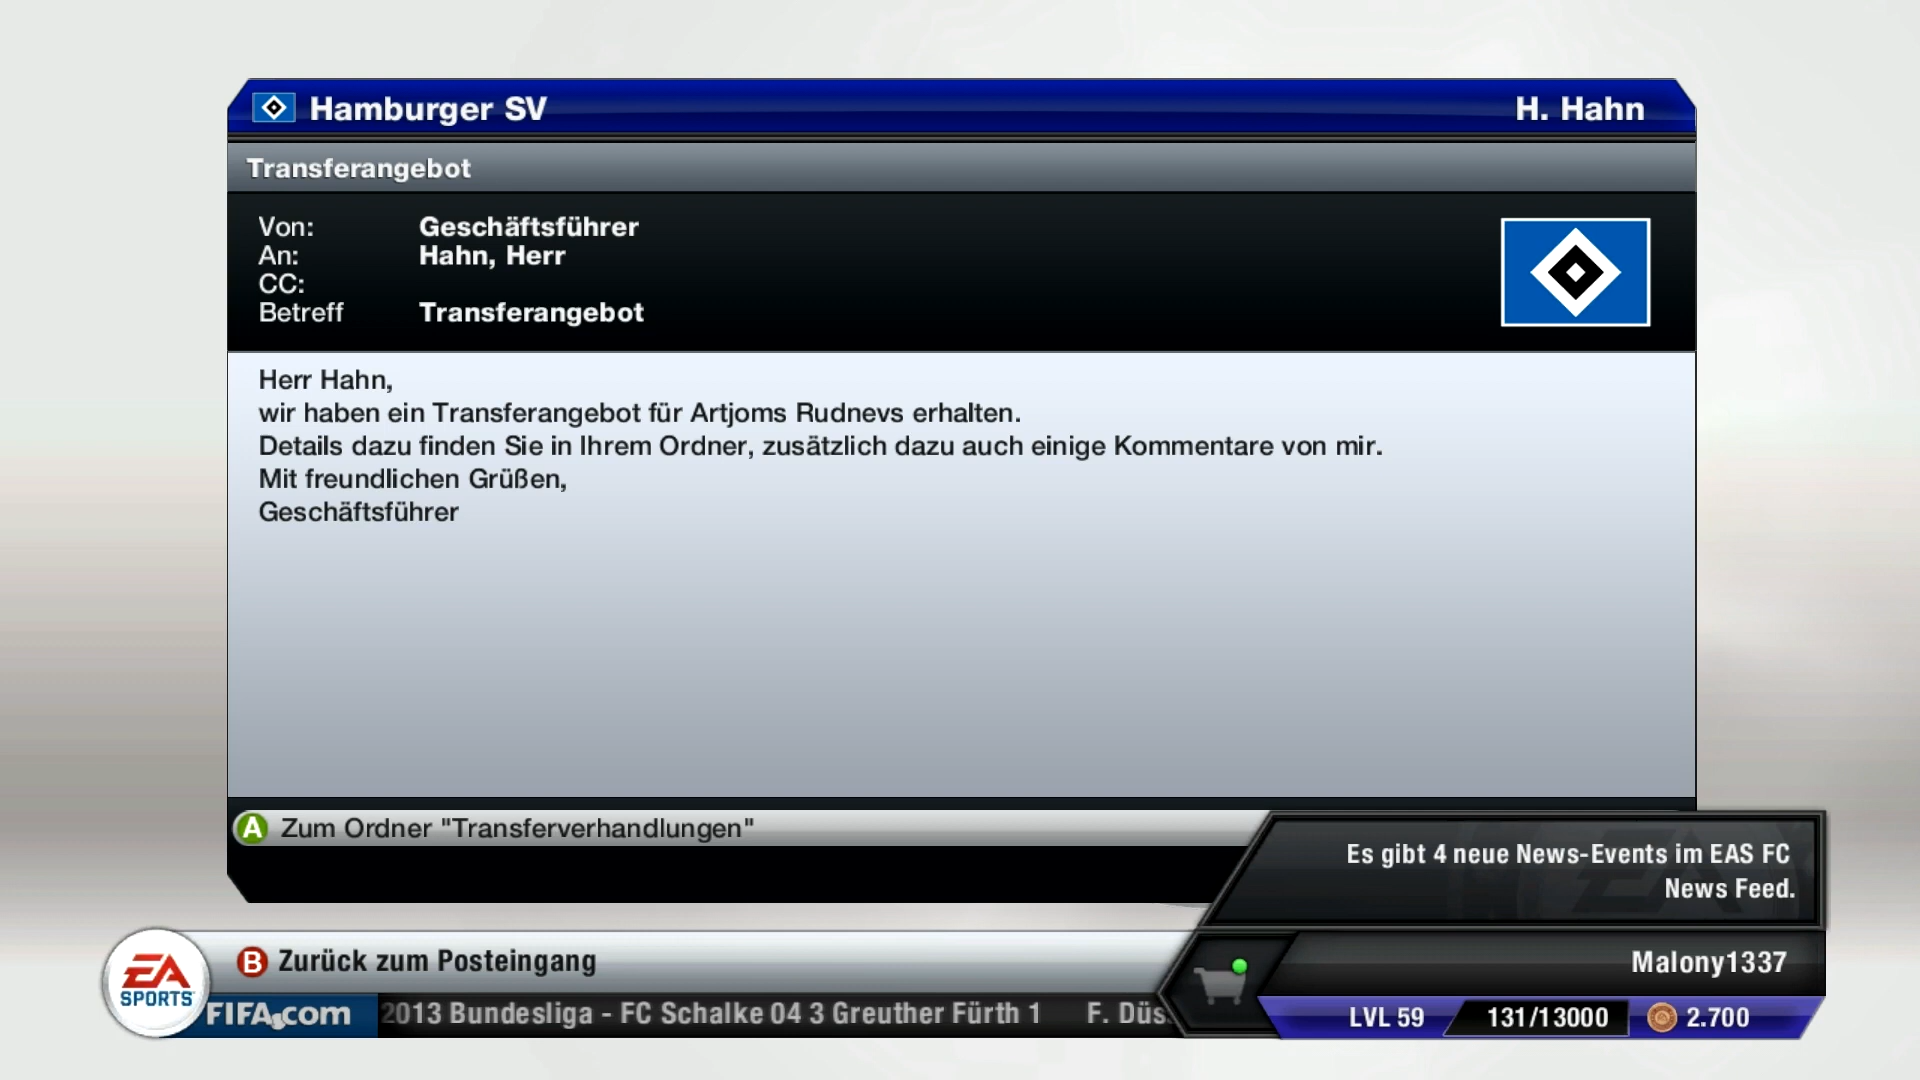 Hamburger SV
H. Hahn
Transferangebot
Von: Geschäftsführer
An: Hahn, Herr
CC:
Betreff Transferangebot
Herr Hahn,
wir haben ein Transferangebot für Artjoms Rudnevs erhalten.
Details dazu finden Sie in Ihrem Ordner, zusätzlich dazu auch einige Kommentare von mir.
Mit freundlichen Grüßen,
Geschäftsführer
A Zum Ordner "Transferverhandlungen"
Es gibt 4 neue News-Events im EAS FC
News Feed.
B Zurück zum Posteingang
Malony1337
EA
SPORTS
FIFA.com
2013 Bundesliga - FC Schalke 04 3 Greuther Fürth 1 F. Düs
LVL 59 131/13000 2.700